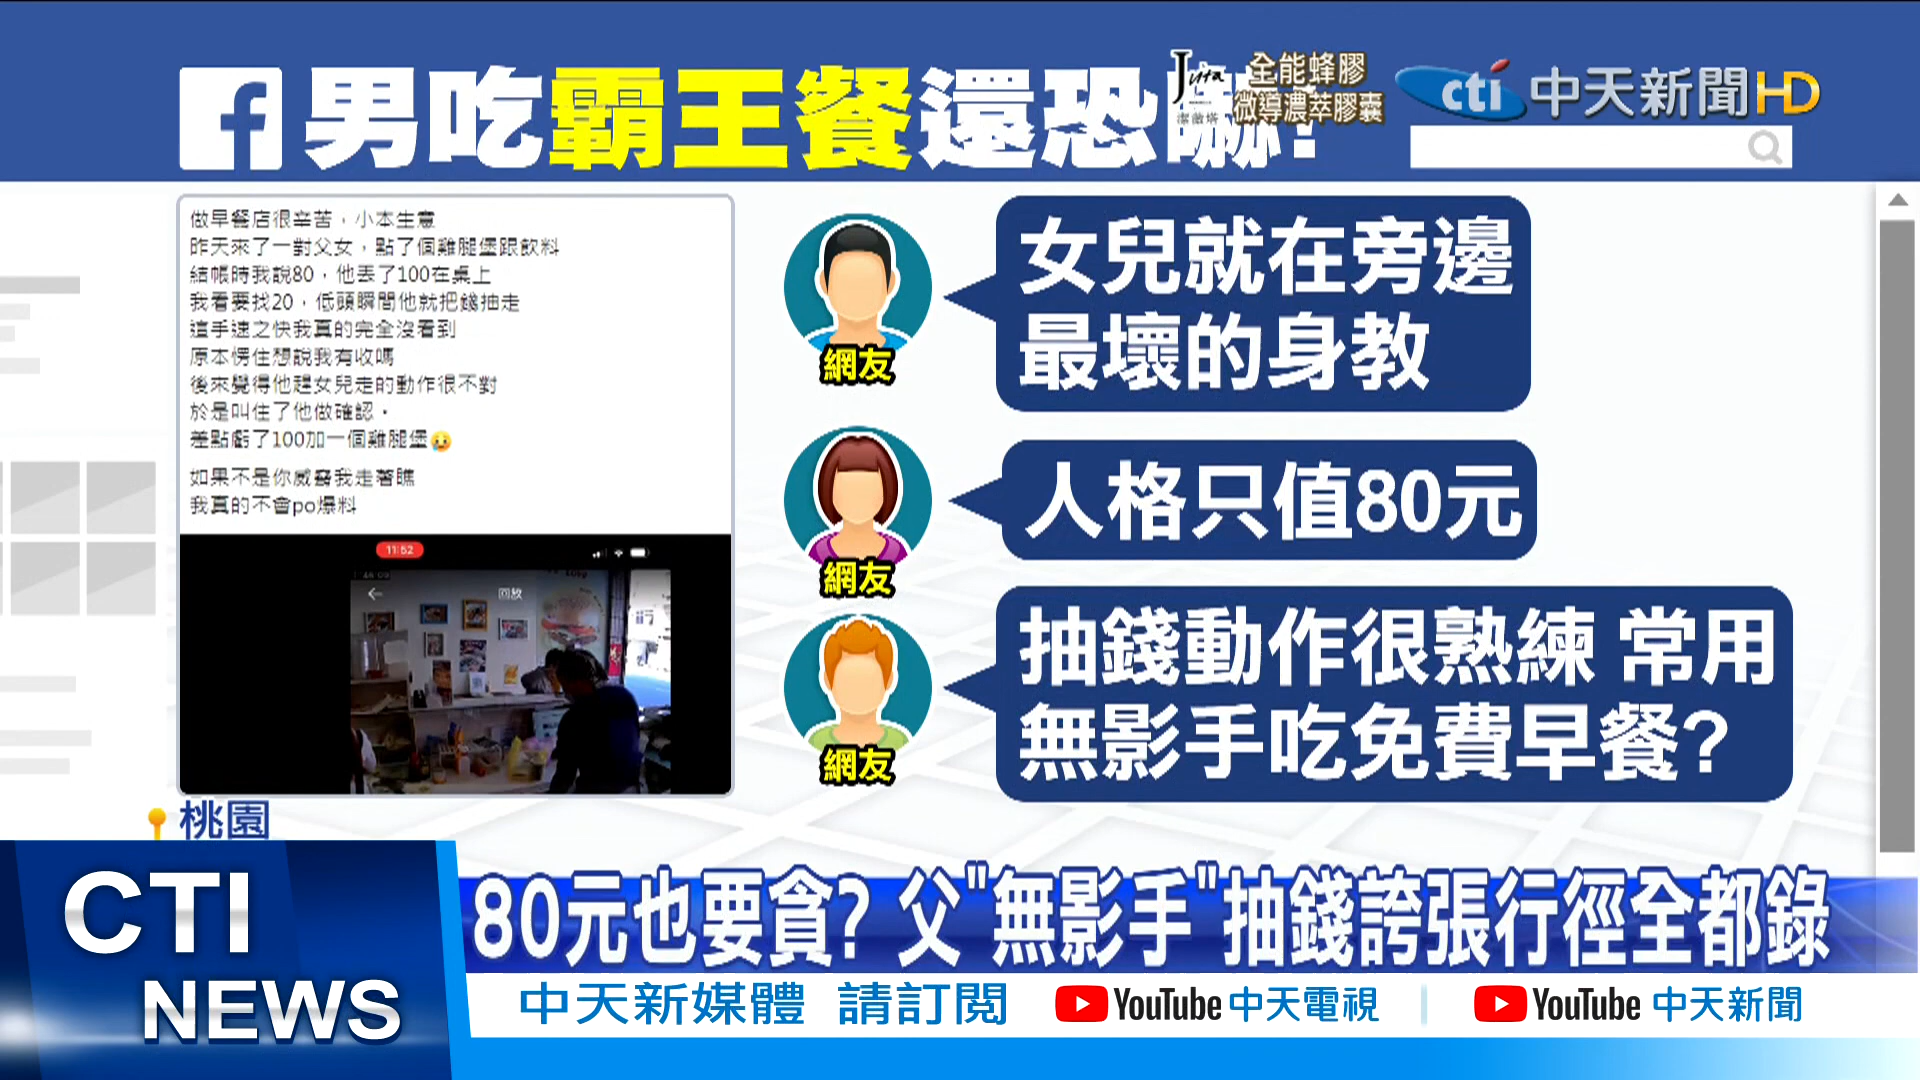 男吃霸王餐還恐嚇!
Juta
潔敵塔
全能蜂膠
微導濃萃膠囊
cti 中天新聞HD
做早餐店很辛苦，小本生意
昨天來了一對父女，點了個雞腿堡跟飲料
結帳時我說80，他丟了100在桌上
我看要找20，低頭瞬間他就把錢抽走
這手速之快我真的完全沒看到
原本愣住想說我有收嗎
後來覺得他趕女兒走的動作很不對
於是叫住了他做確認。
差點虧了100加一個雞腿堡😢
如果不是你威脅我走著瞧
我真的不會po爆料
11:52
回放
網友
女兒就在旁邊
最壞的身教
網友
人格只值80元
網友
抽錢動作很熟練 常用
無影手吃免費早餐?
桃園
CTI
NEWS
80元也要貪? 父"無影手"抽錢誇張行徑全都錄
中天新媒體 請訂閱 YouTube 中天電視 | YouTube 中天新聞